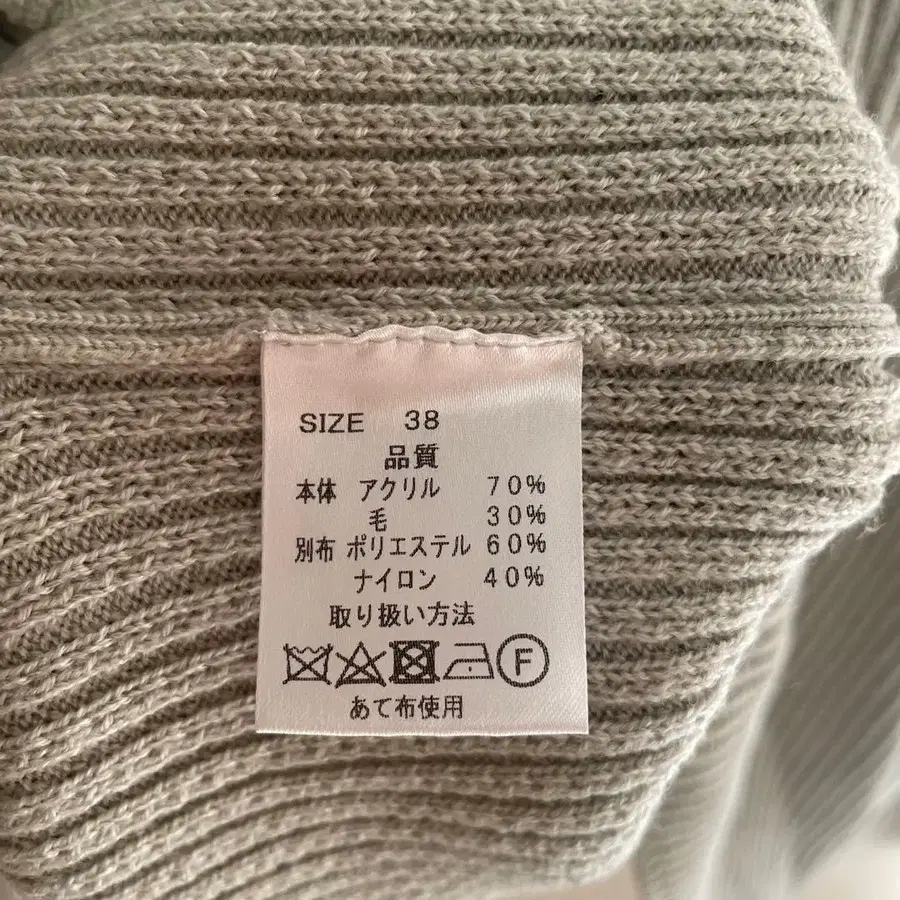 SIZE 38
品質
本体 アクリル 70%
毛 30%
別布 ポリエステル 60%
ナイロン 40%
取り扱い方法
F
あて布使用